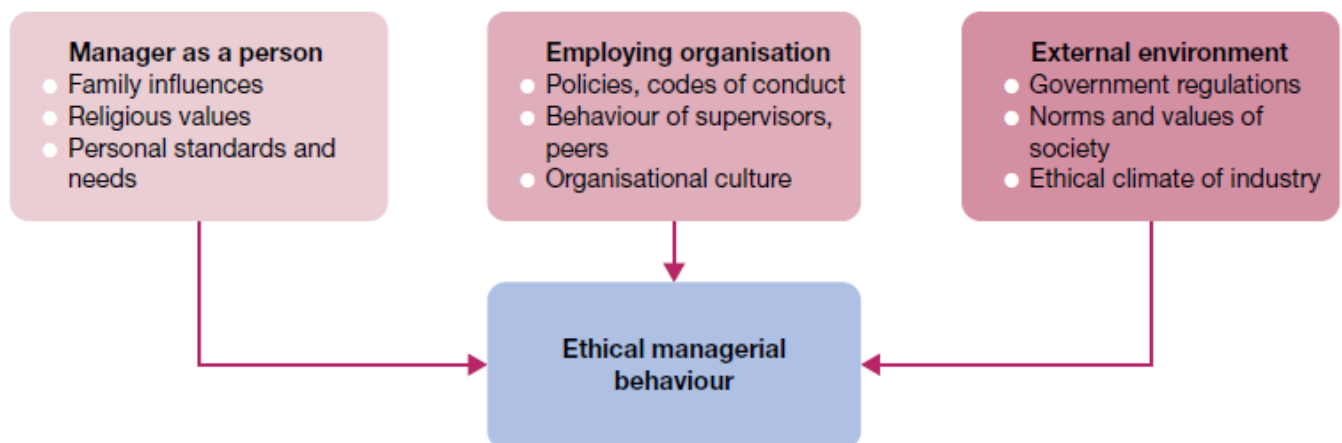 Manager as a person
Family influences
Religious values
Personal standards and
needs
Employing organisation
Policies, codes of conduct
Behaviour of supervisors,
peers
Organisational culture
External environment
Government regulations
Norms and values of
society
Ethical climate of industry
Ethical managerial
behaviour